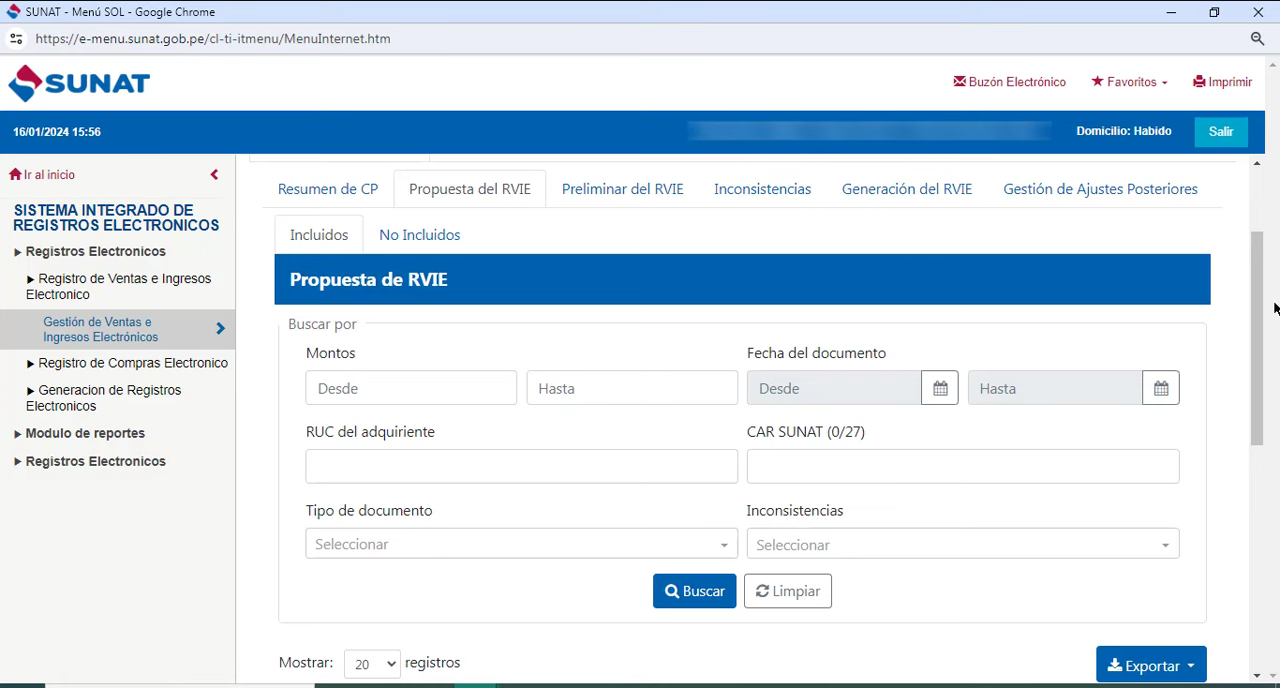 SUNAT - Menú SOL - Google Chrome
https://e-menu.sunat.gob.pe/cl-ti-itmenu/MenuInternet.htm
SUNAT
Buzón Electrónico Favoritos Imprimir
16/01/2024 15:56
Domicilio: Habido Salir
Ir al inicio
SISTEMA INTEGRADO DE
REGISTROS ELECTRONICOS
Registros Electronicos
Registro de Ventas e Ingresos
Electronico
Gestión de Ventas e
Ingresos Electrónicos
Registro de Compras Electronico
Generacion de Registros
Electronicos
Modulo de reportes
Registros Electronicos
Resumen de CP Propuesta del RVIE Preliminar del RVIE Inconsistencias Generación del RVIE Gestión de Ajustes Posteriores
Incluidos No Incluidos
Propuesta de RVIE
Buscar por
Montos Fecha del documento
Desde Hasta Desde Hasta
RUC del adquiriente CAR SUNAT (0/27)
Tipo de documento Inconsistencias
Seleccionar Seleccionar
Buscar Limpiar
Mostrar: 20 registros Exportar